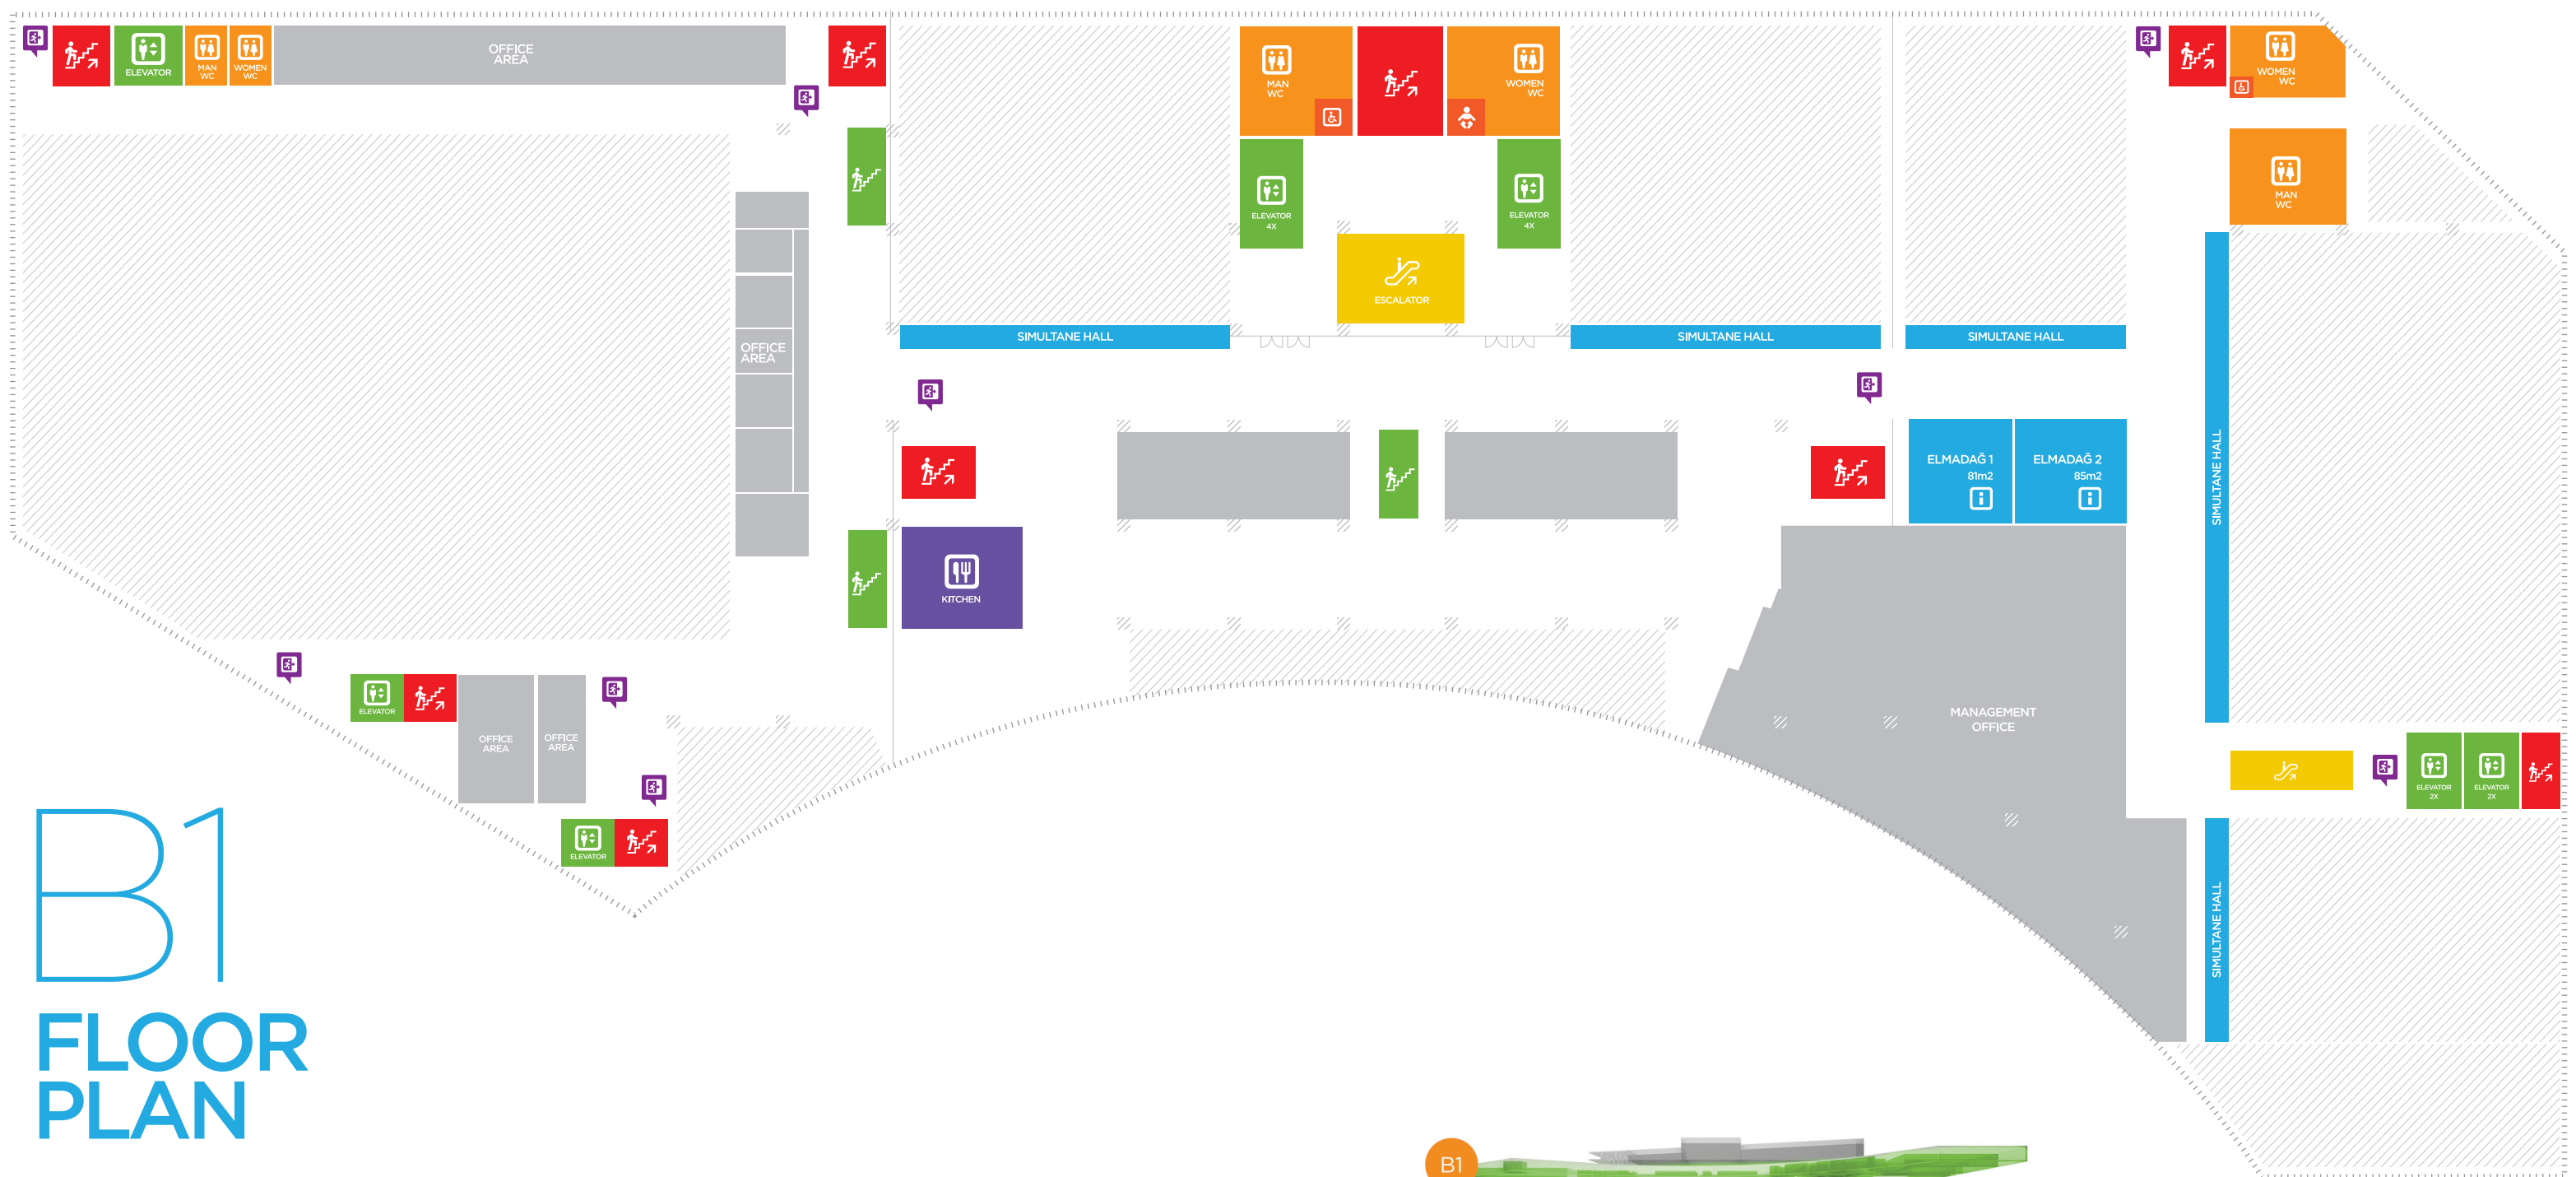 ELEVATOR
MAN
WC
WOMEN
WC
OFFICE
AREA
MAN
WC
WOMEN
WC
WOMEN
WC
MAN
WC
ELEVATOR
4X
ELEVATOR
4X
ESCALATOR
SIMULTANE HALL
SIMULTANE HALL
SIMULTANE HALL
OFFICE
AREA
ELMADAĞ 1
81m2
ELMADAĞ 2
85m2
SIMULTANE HALL
KITCHEN
ELEVATOR
OFFICE
AREA
OFFICE
AREA
MANAGEMENT
OFFICE
ELEVATOR
2X
ELEVATOR
2X
ELEVATOR
SIMULTANE HALL
B1
FLOOR
PLAN
B1